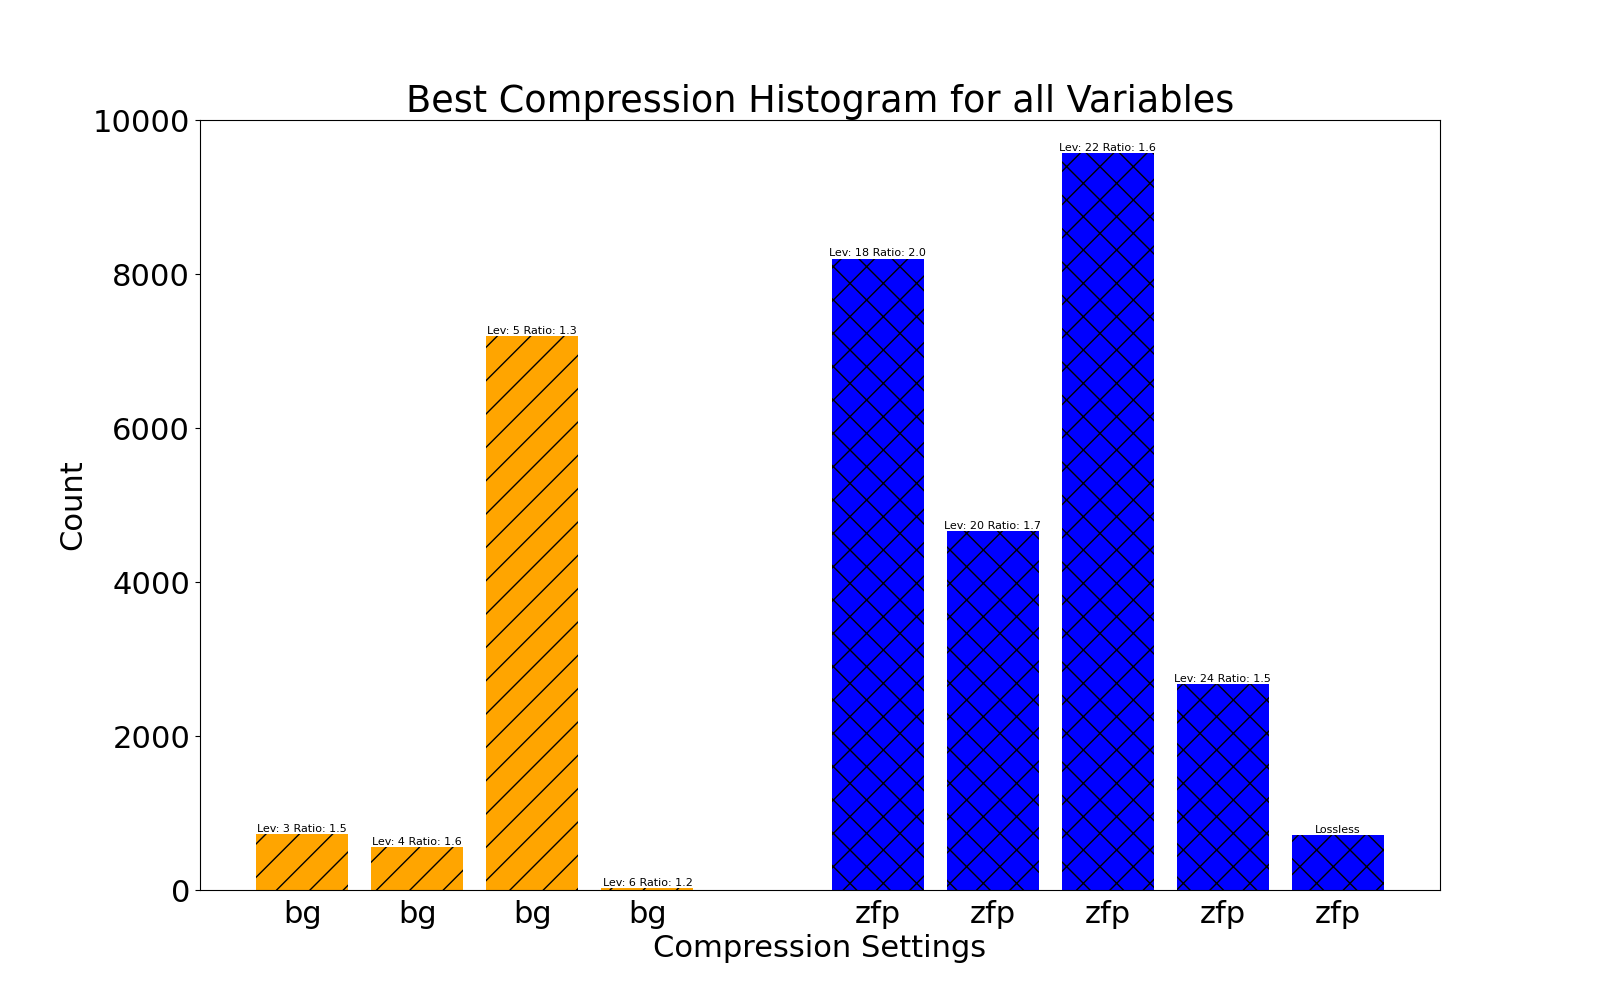 Best Compression Histogram for all Variables
10000
8000
6000
4000
2000
0
Count
Lev: 3 Ratio: 1.5
Lev: 4 Ratio: 1.6
Lev: 5 Ratio: 1.3
Lev: 6 Ratio: 1.2
Lev: 18 Ratio: 2.0
Lev: 20 Ratio: 1.7
Lev: 22 Ratio: 1.6
Lev: 24 Ratio: 1.5
Lossless
bg bg bg bg zfp zfp zfp zfp zfp
Compression Settings